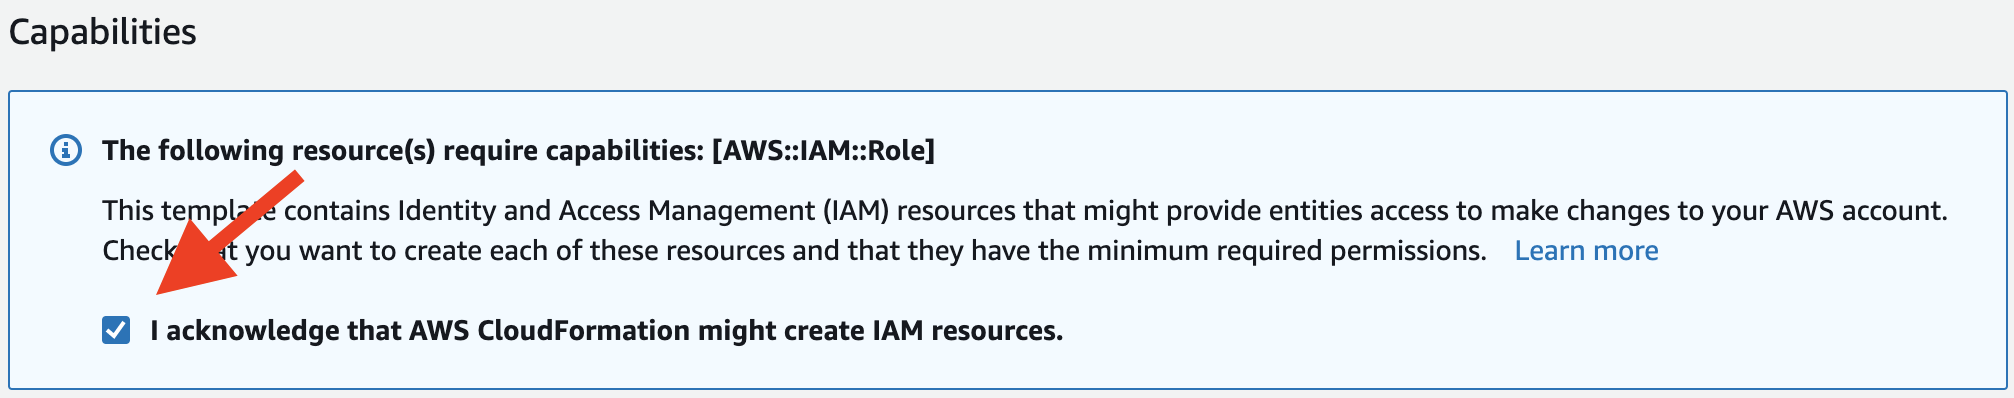 Capabilities
The following resource(s) require capabilities: [AWS::IAM::Role]
This template contains Identity and Access Management (IAM) resources that might provide entities access to make changes to your AWS account.
Check that you want to create each of these resources and that they have the minimum required permissions. Learn more
I acknowledge that AWS CloudFormation might create IAM resources.